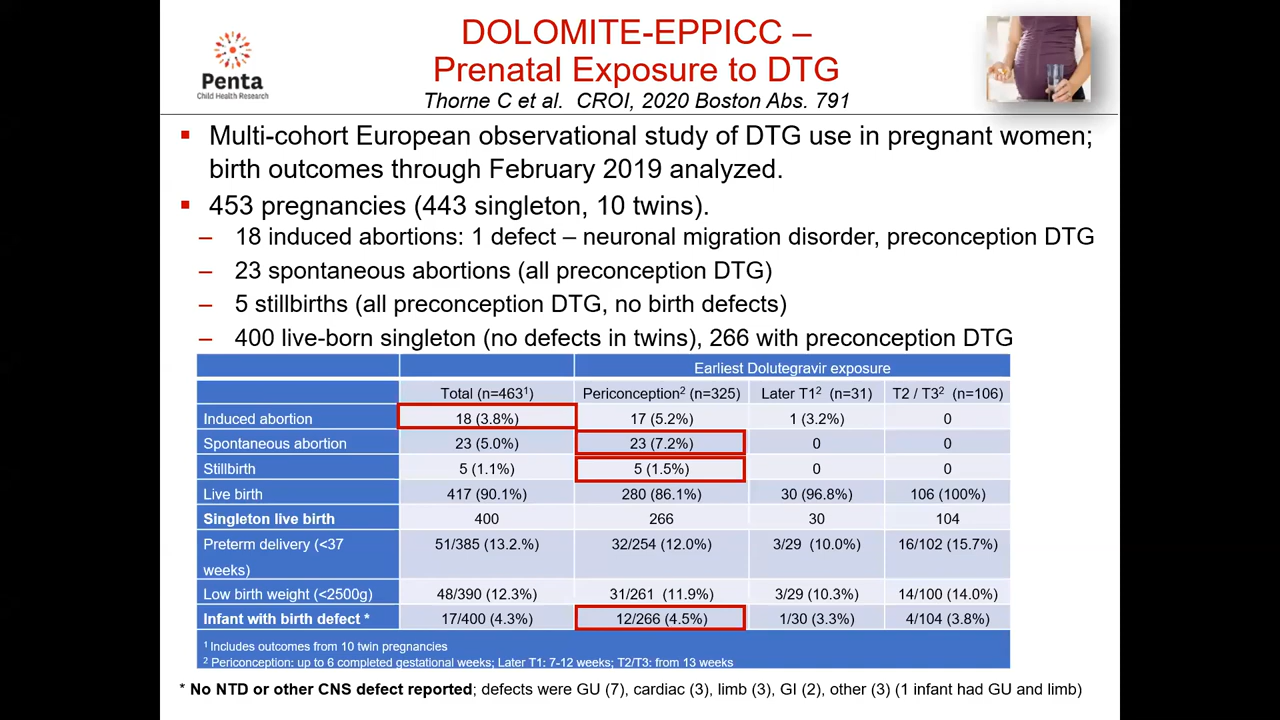 DOLOMITE-EPPICC –
Prenatal Exposure to DTG
Thorne C et al.  CROI, 2020 Boston Abs. 791
Penta
Child Health Research
▪ Multi-cohort European observational study of DTG use in pregnant women;
birth outcomes through February 2019 analyzed.
▪ 453 pregnancies (443 singleton, 10 twins).
– 18 induced abortions: 1 defect – neuronal migration disorder, preconception DTG
– 23 spontaneous abortions (all preconception DTG)
– 5 stillbirths (all preconception DTG, no birth defects)
– 400 live-born singleton (no defects in twins), 266 with preconception DTG
Earliest Dolutegravir exposure
Total (n=463¹) Periconception² (n=325) Later T1² (n=31) T2 / T3² (n=106)
Induced abortion 18 (3.8%) 17 (5.2%) 1 (3.2%) 0
Spontaneous abortion 23 (5.0%) 23 (7.2%) 0 0
Stillbirth 5 (1.1%) 5 (1.5%) 0 0
Live birth 417 (90.1%) 280 (86.1%) 30 (96.8%) 106 (100%)
Singleton live birth 400 266 30 104
Preterm delivery (<37 51/385 (13.2.%) 32/254 (12.0%) 3/29 (10.0%) 16/102 (15.7%)
weeks)
Low birth weight (<2500g) 48/390 (12.3%) 31/261 (11.9%) 3/29 (10.3%) 14/100 (14.0%)
Infant with birth defect * 17/400 (4.3%) 12/266 (4.5%) 1/30 (3.3%) 4/104 (3.8%)
¹ Includes outcomes from 10 twin pregnancies
² Periconception: up to 6 completed gestational weeks; Later T1: 7-12 weeks; T2/T3: from 13 weeks
* No NTD or other CNS defect reported; defects were GU (7), cardiac (3), limb (3), GI (2), other (3) (1 infant had GU and limb)